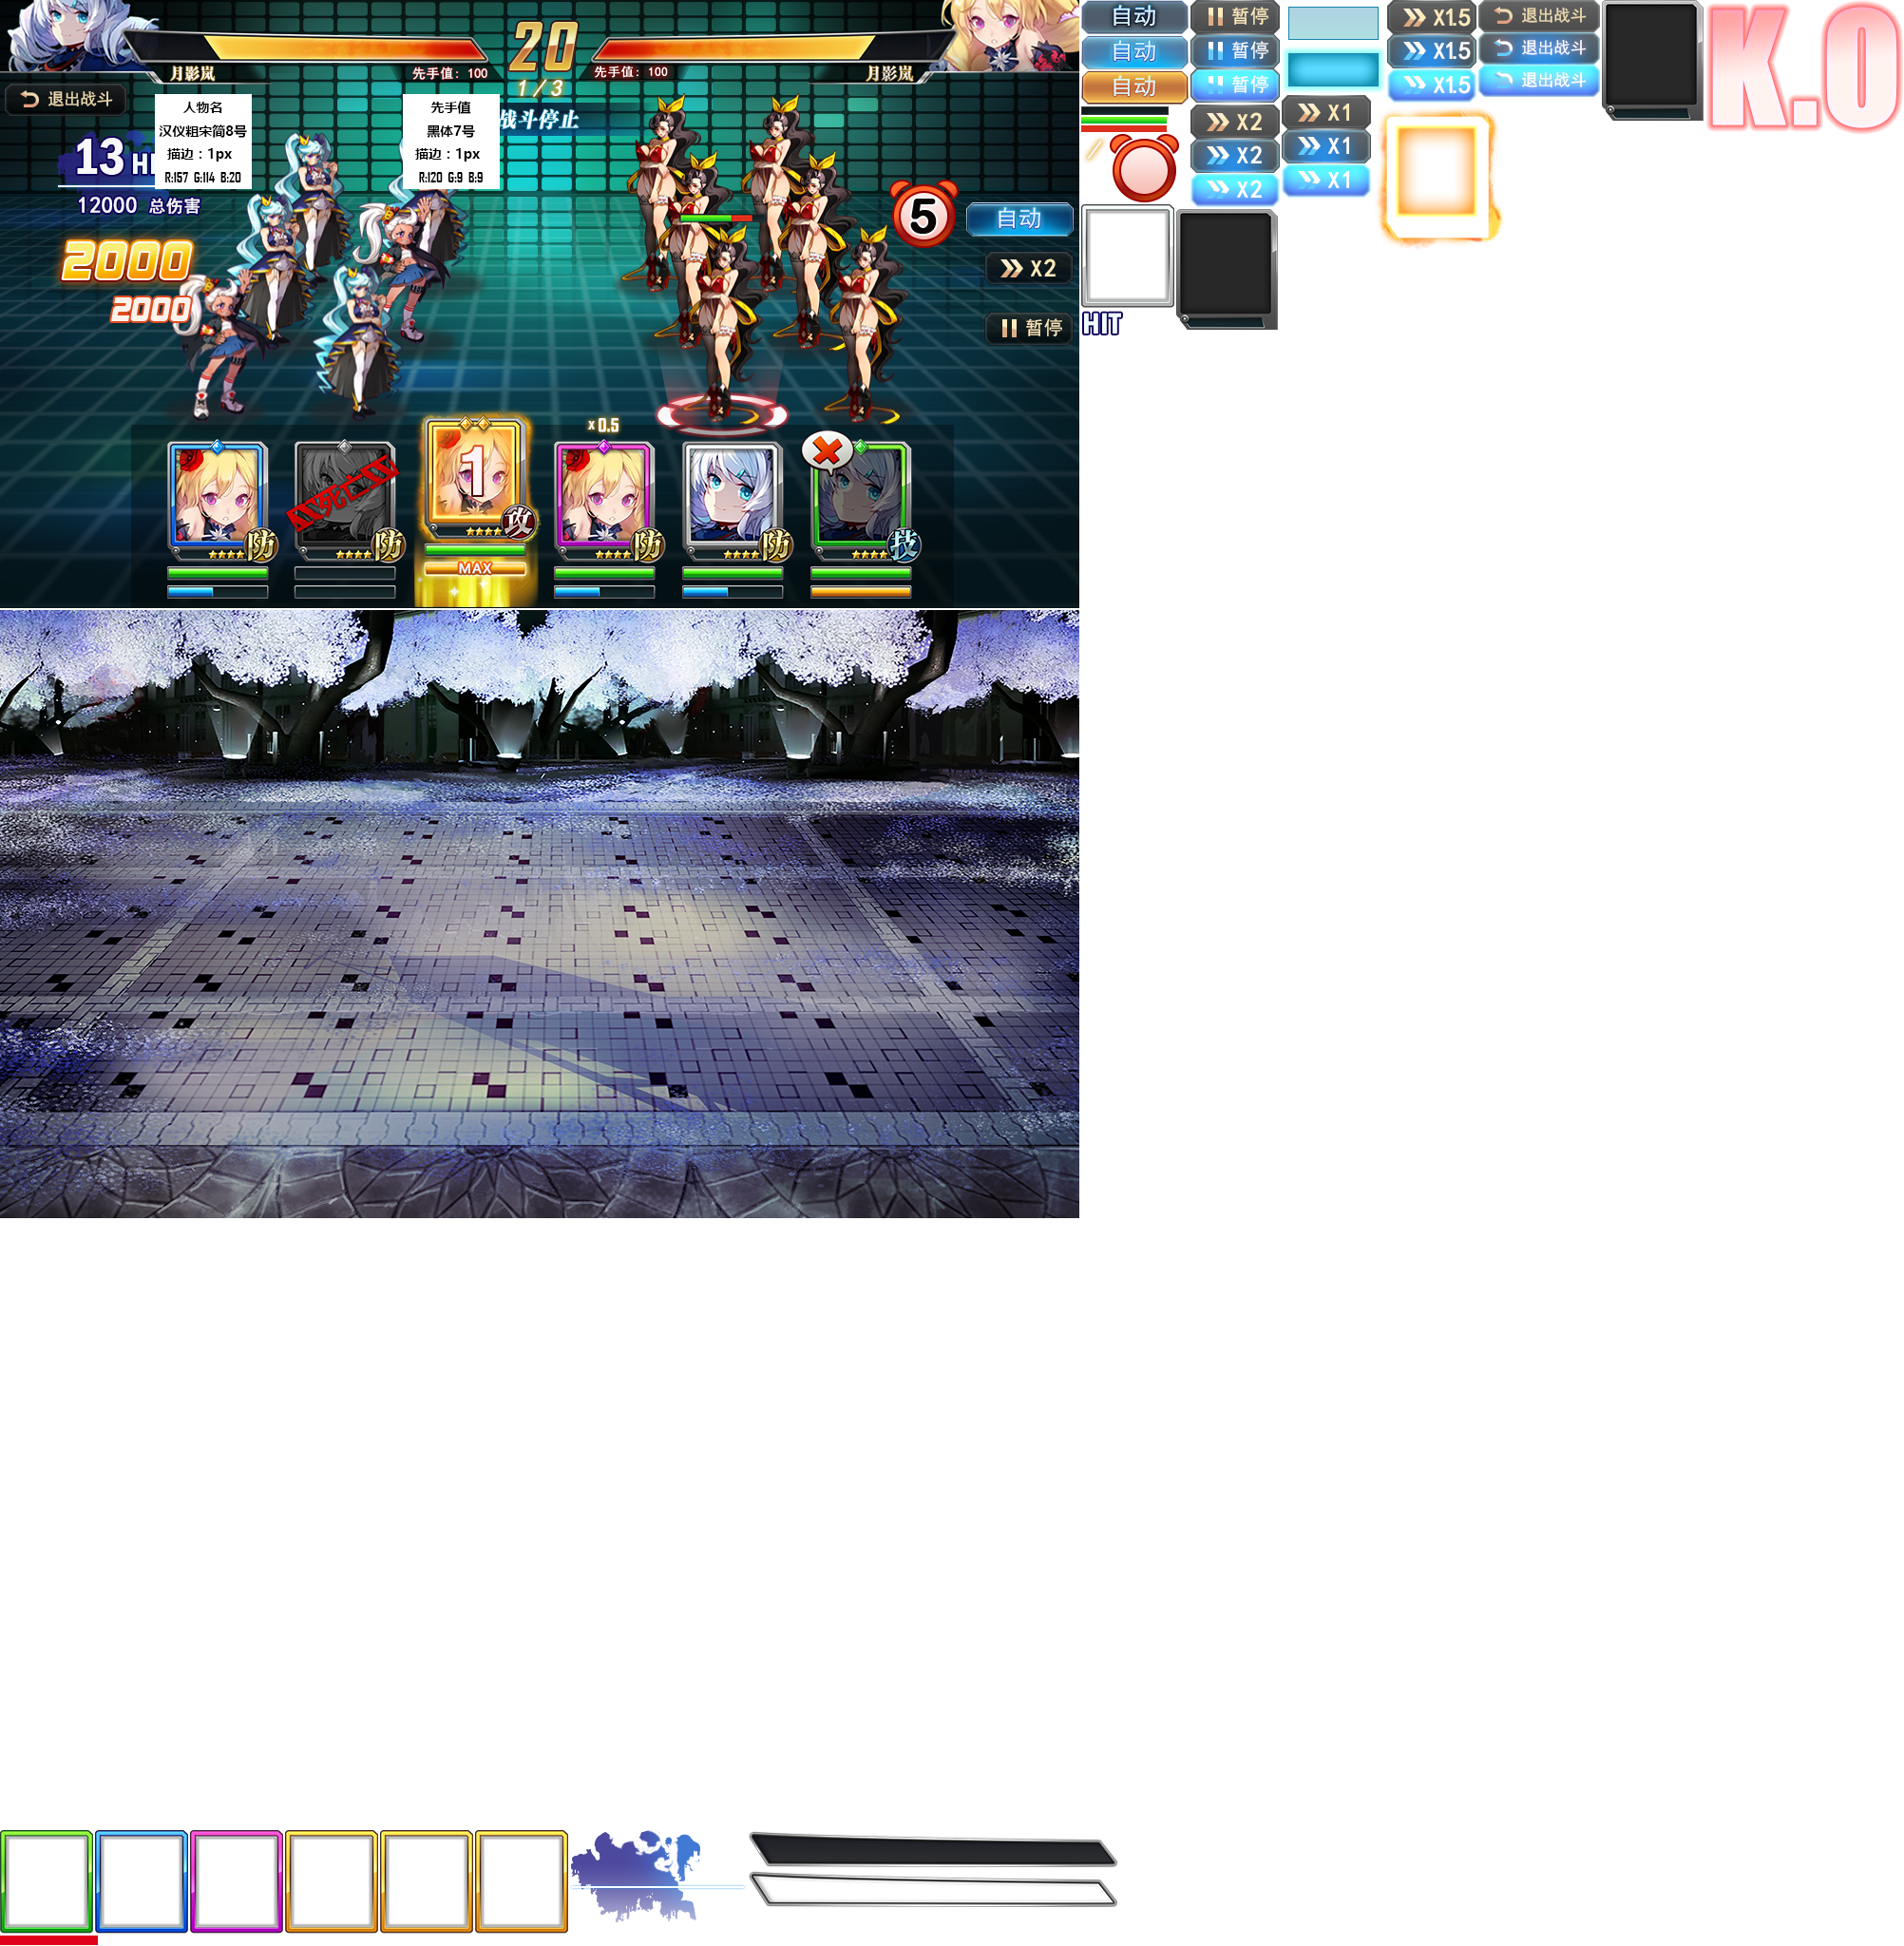 20
1 / 3
月影岚
先手值：100
先手值：100
月影岚
退出战斗
人物名
汉仪粗宋简8号
描边：1px
R:157 G:114 B:20
先手值
黑体7号
描边：1px
R:120 G:9 B:9
战斗停止
13 HI
12000 总伤害
2000
2000
5
自动
X2
暂停
x 0.5
防
死亡
防
1
攻
MAX
防
防
技
自动
自动
自动
暂停
暂停
暂停
X2
X2
X2
X1
X1
X1
X1.5
X1.5
X1.5
退出战斗
退出战斗
退出战斗
K.O
HIT